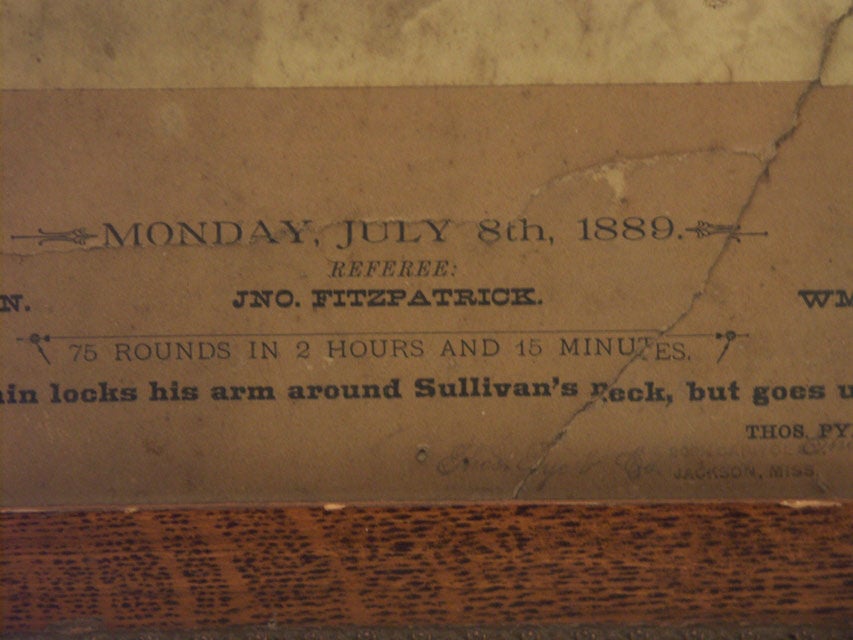 MONDAY, JULY 8th, 1889.
REFEREE:
N. JNO. FITZPATRICK. WM
75 ROUNDS IN 2 HOURS AND 15 MINUTES.
in locks his arm around Sullivan's neck, but goes u
THOS. PY
JACKSON, MISS.